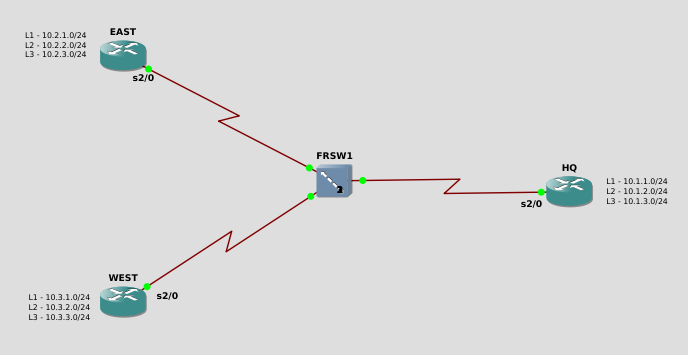 EAST
L1 - 10.2.1.0/24
L2 - 10.2.2.0/24
L3 - 10.2.3.0/24
s2/0
FRSW1
HQ
L1 - 10.1.1.0/24
L2 - 10.1.2.0/24
L3 - 10.1.3.0/24
s2/0
WEST
s2/0
L1 - 10.3.1.0/24
L2 - 10.3.2.0/24
L3 - 10.3.3.0/24